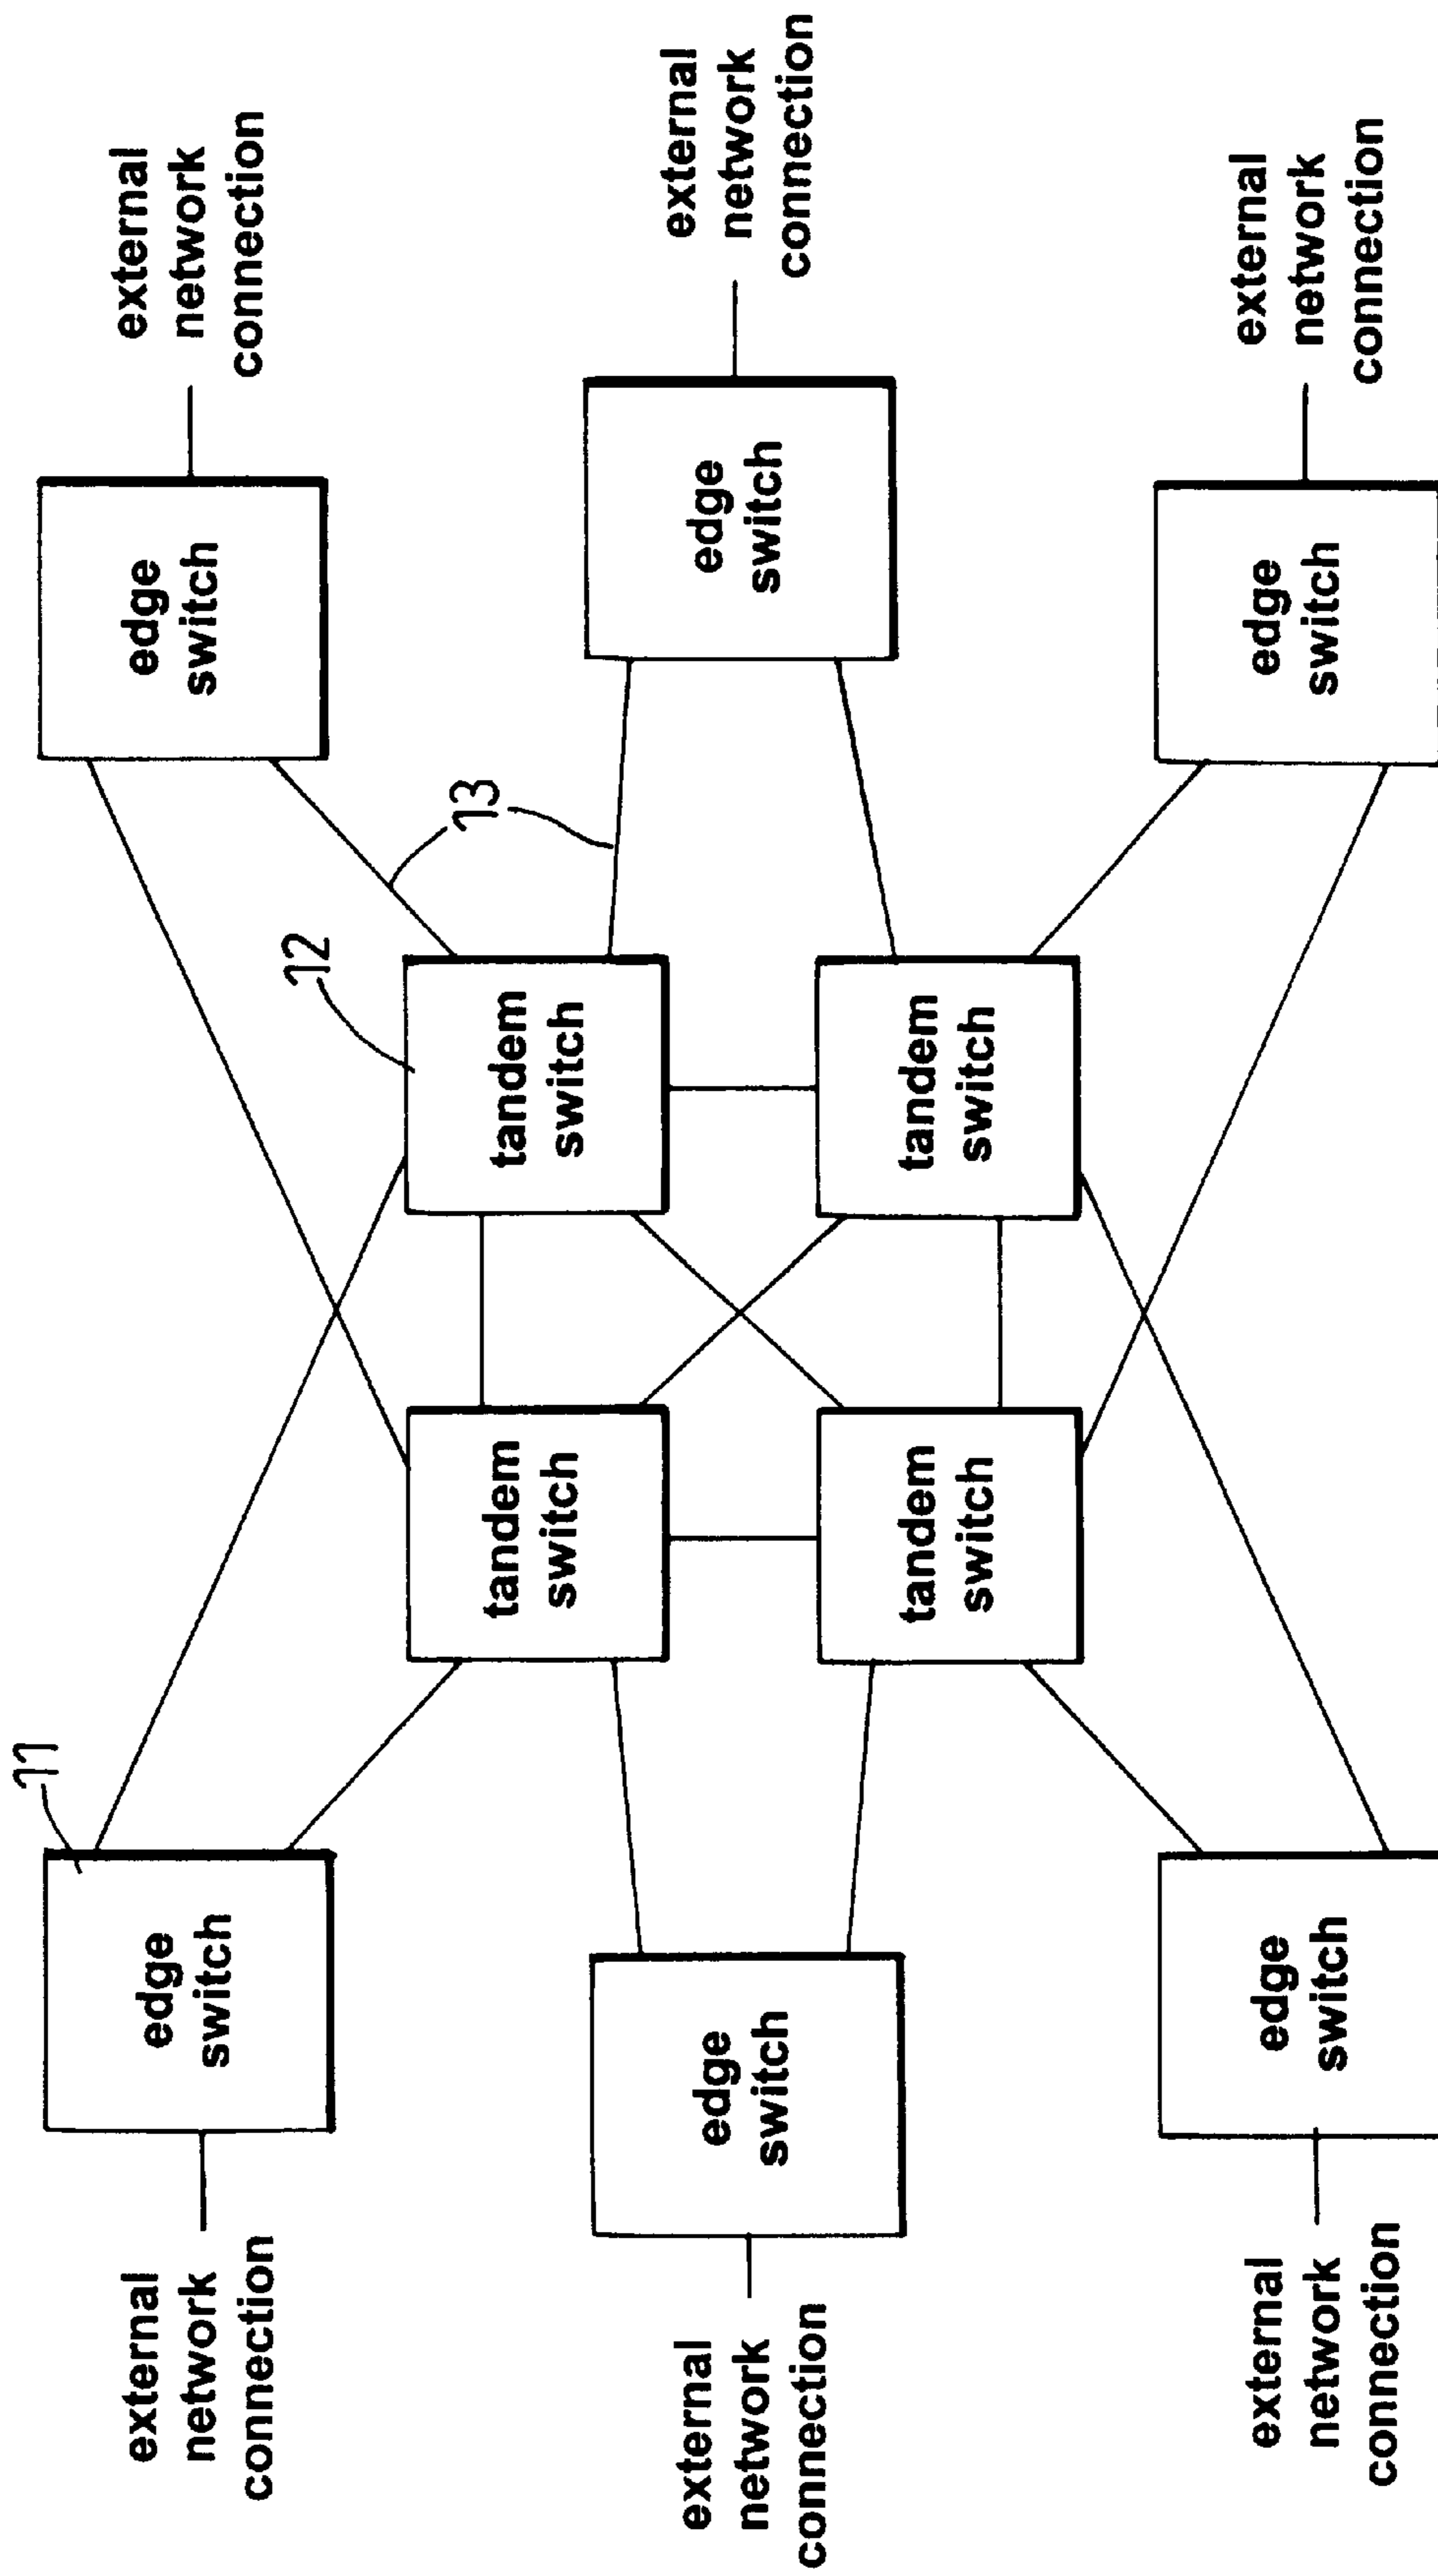 11
external
network
connection
edge
switch
edge
switch
external
network
connection
12
13
tandem
switch
tandem
switch
external
network
connection
edge
switch
edge
switch
external
network
connection
tandem
switch
tandem
switch
external
network
connection
edge
switch
edge
switch
external
network
connection